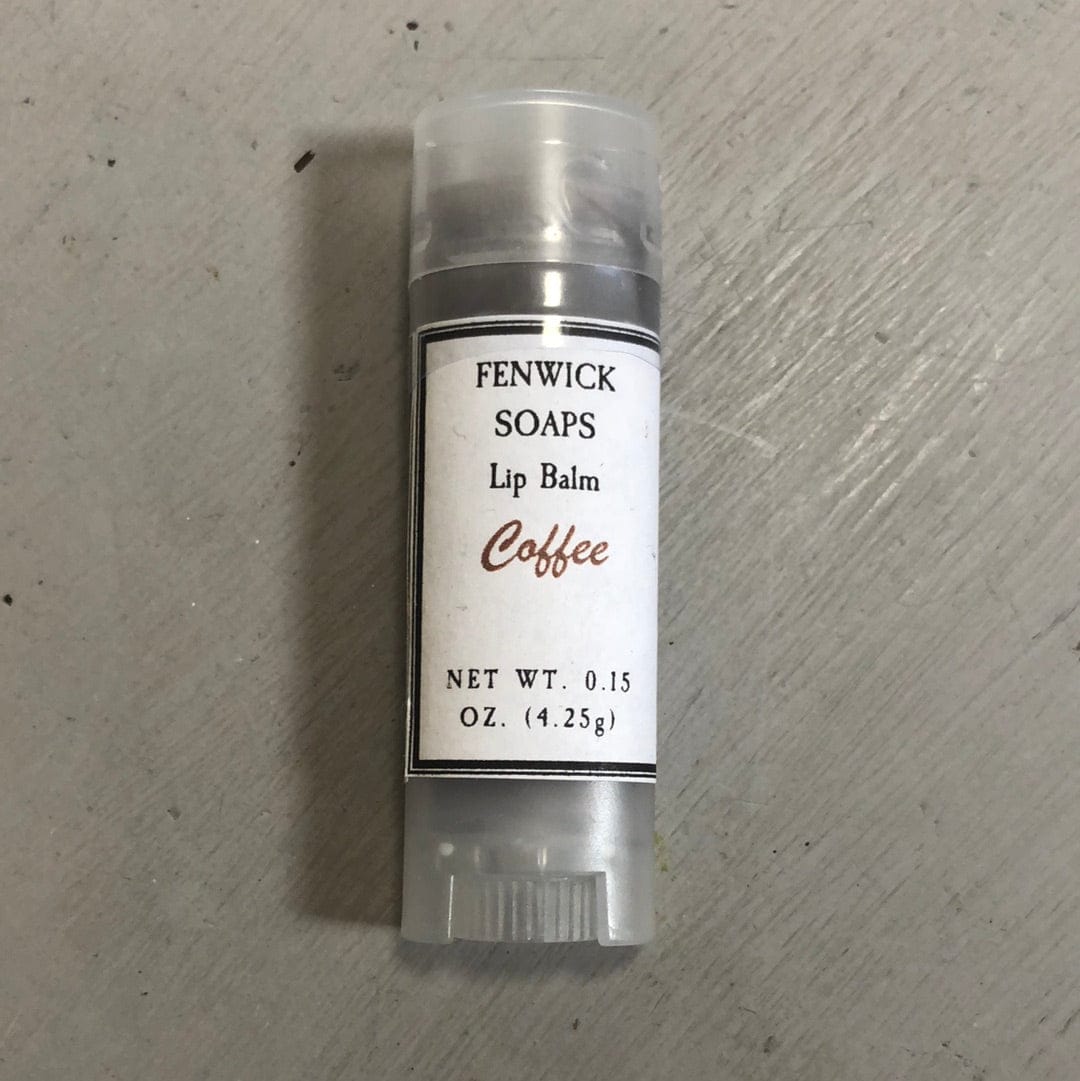 FENWICK
SOAPS
Lip Balm
Coffee
NET WT. 0.15
OZ. (4.25g)